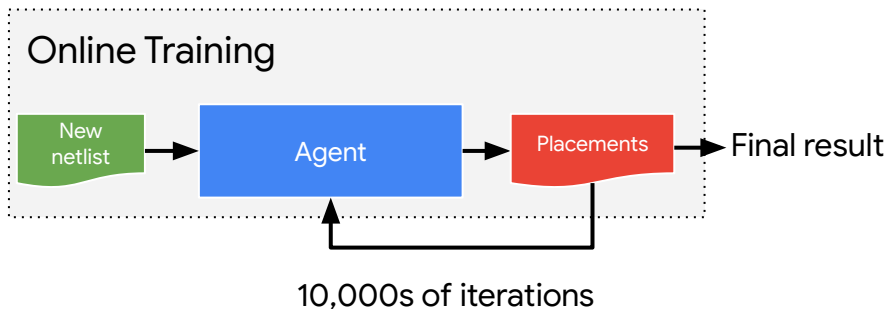 Online Training
New
netlist
Agent
Placements
Final result
10,000s of iterations